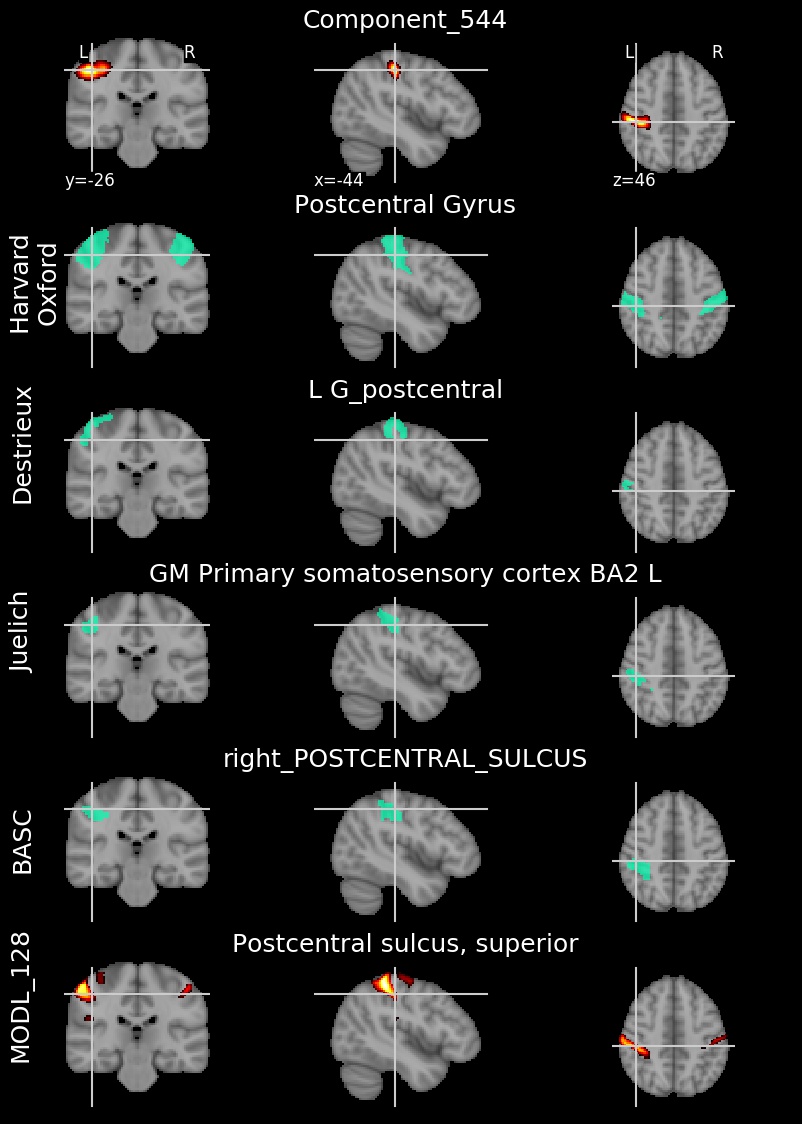 Component_544
L R L R
y=-26 x=-44 z=46
Postcentral Gyrus
Harvard
Oxford
L G_postcentral
Destrieux
GM Primary somatosensory cortex BA2 L
Juelich
right_POSTCENTRAL_SULCUS
BASC
Postcentral sulcus, superior
MODL_128